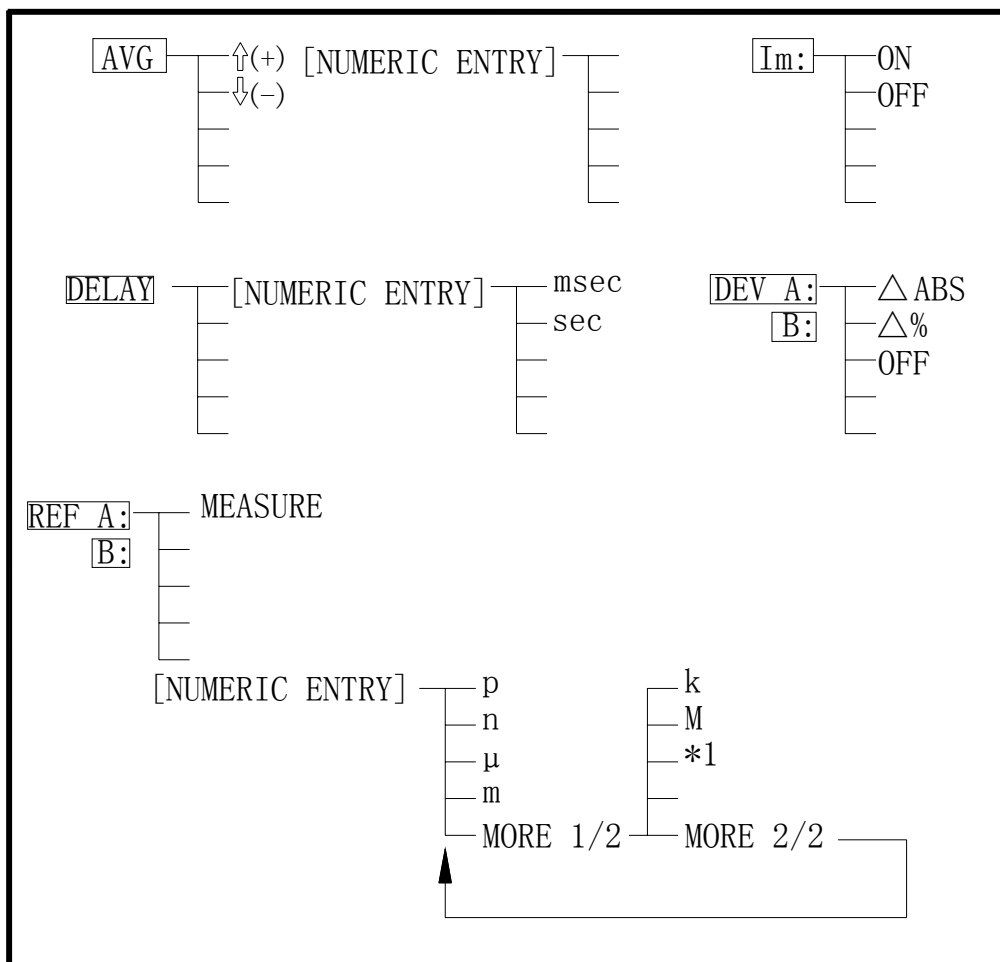 AVG ⇧(+) [NUMERIC ENTRY] Im: ON
⇩(-) OFF
DELAY [NUMERIC ENTRY] msec DEV A: △ABS
sec B: △%
OFF
REF A: MEASURE
B:
[NUMERIC ENTRY] p k
n M
μ *1
m
MORE 1/2 MORE 2/2